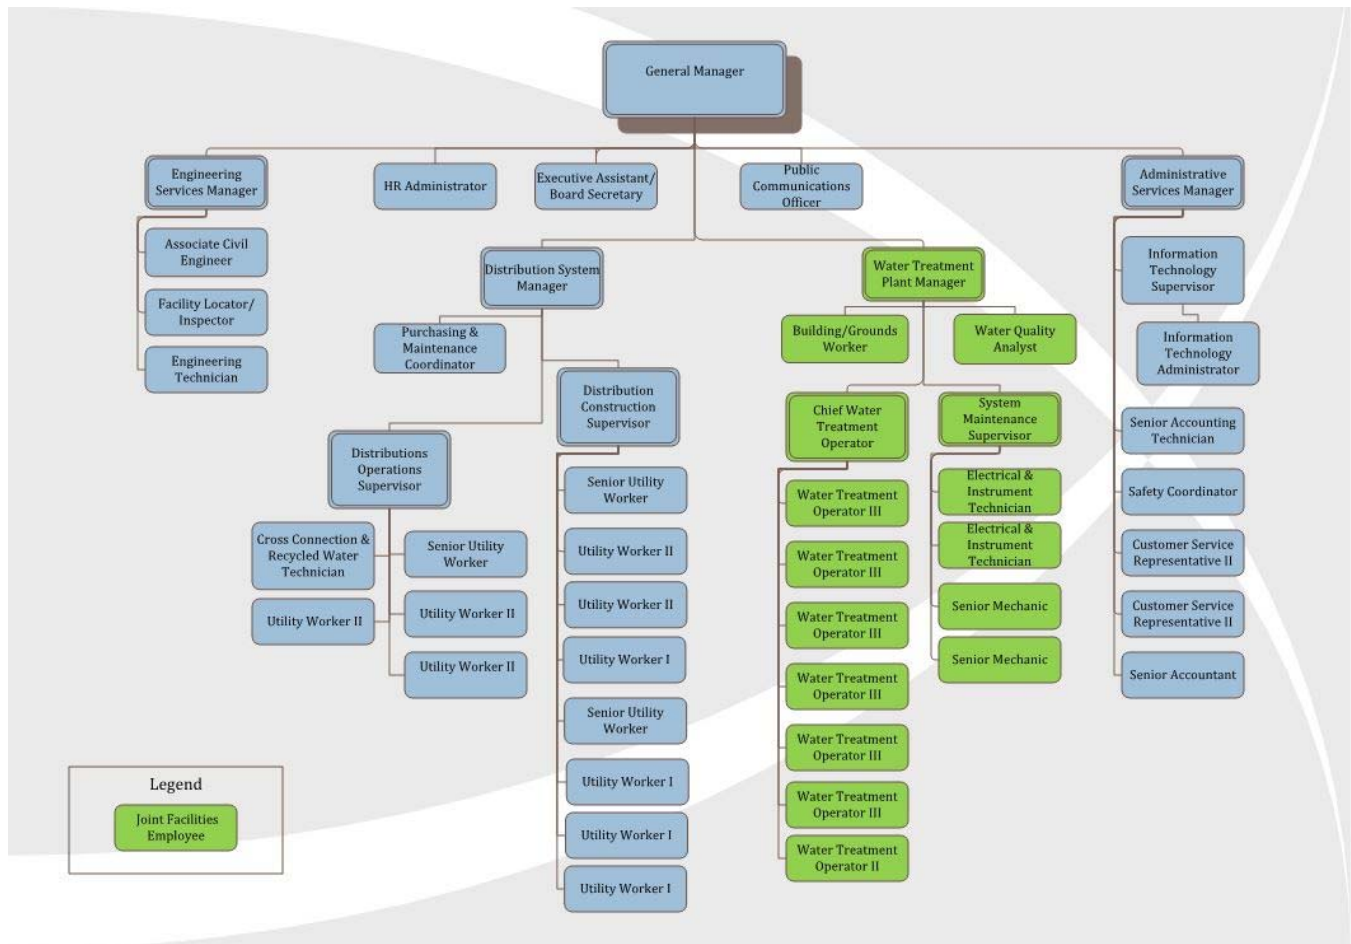 General Manager
Engineering
Services Manager
HR Administrator
Executive Assistant/
Board Secretary
Public
Communications
Officer
Administrative
Services Manager
Associate Civil
Engineer
Facility Locator/
Inspector
Engineering
Technician
Distribution System
Manager
Purchasing &
Maintenance
Coordinator
Distribution
Construction
Supervisor
Distributions
Operations
Supervisor
Cross Connection &
Recycled Water
Technician
Utility Worker II
Senior Utility
Worker
Utility Worker II
Utility Worker II
Senior Utility
Worker
Utility Worker II
Utility Worker II
Utility Worker I
Senior Utility
Worker
Utility Worker I
Utility Worker I
Utility Worker I
Water Treatment
Plant Manager
Building/Grounds
Worker
Water Quality
Analyst
Chief Water
Treatment
Operator
Water Treatment
Operator III
Water Treatment
Operator III
Water Treatment
Operator III
Water Treatment
Operator III
Water Treatment
Operator III
Water Treatment
Operator III
Water Treatment
Operator II
System
Maintenance
Supervisor
Electrical &
Instrument
Technician
Electrical &
Instrument
Technician
Senior Mechanic
Senior Mechanic
Information
Technology
Supervisor
Information
Technology
Administrator
Senior Accounting
Technician
Safety Coordinator
Customer Service
Representative II
Customer Service
Representative II
Senior Accountant
Legend
Joint Facilities
Employee